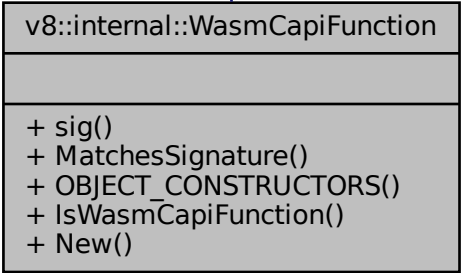 v8::internal::WasmCapiFunction
+ sig()
+ MatchesSignature()
+ OBJECT_CONSTRUCTORS()
+ IsWasmCapiFunction()
+ New()